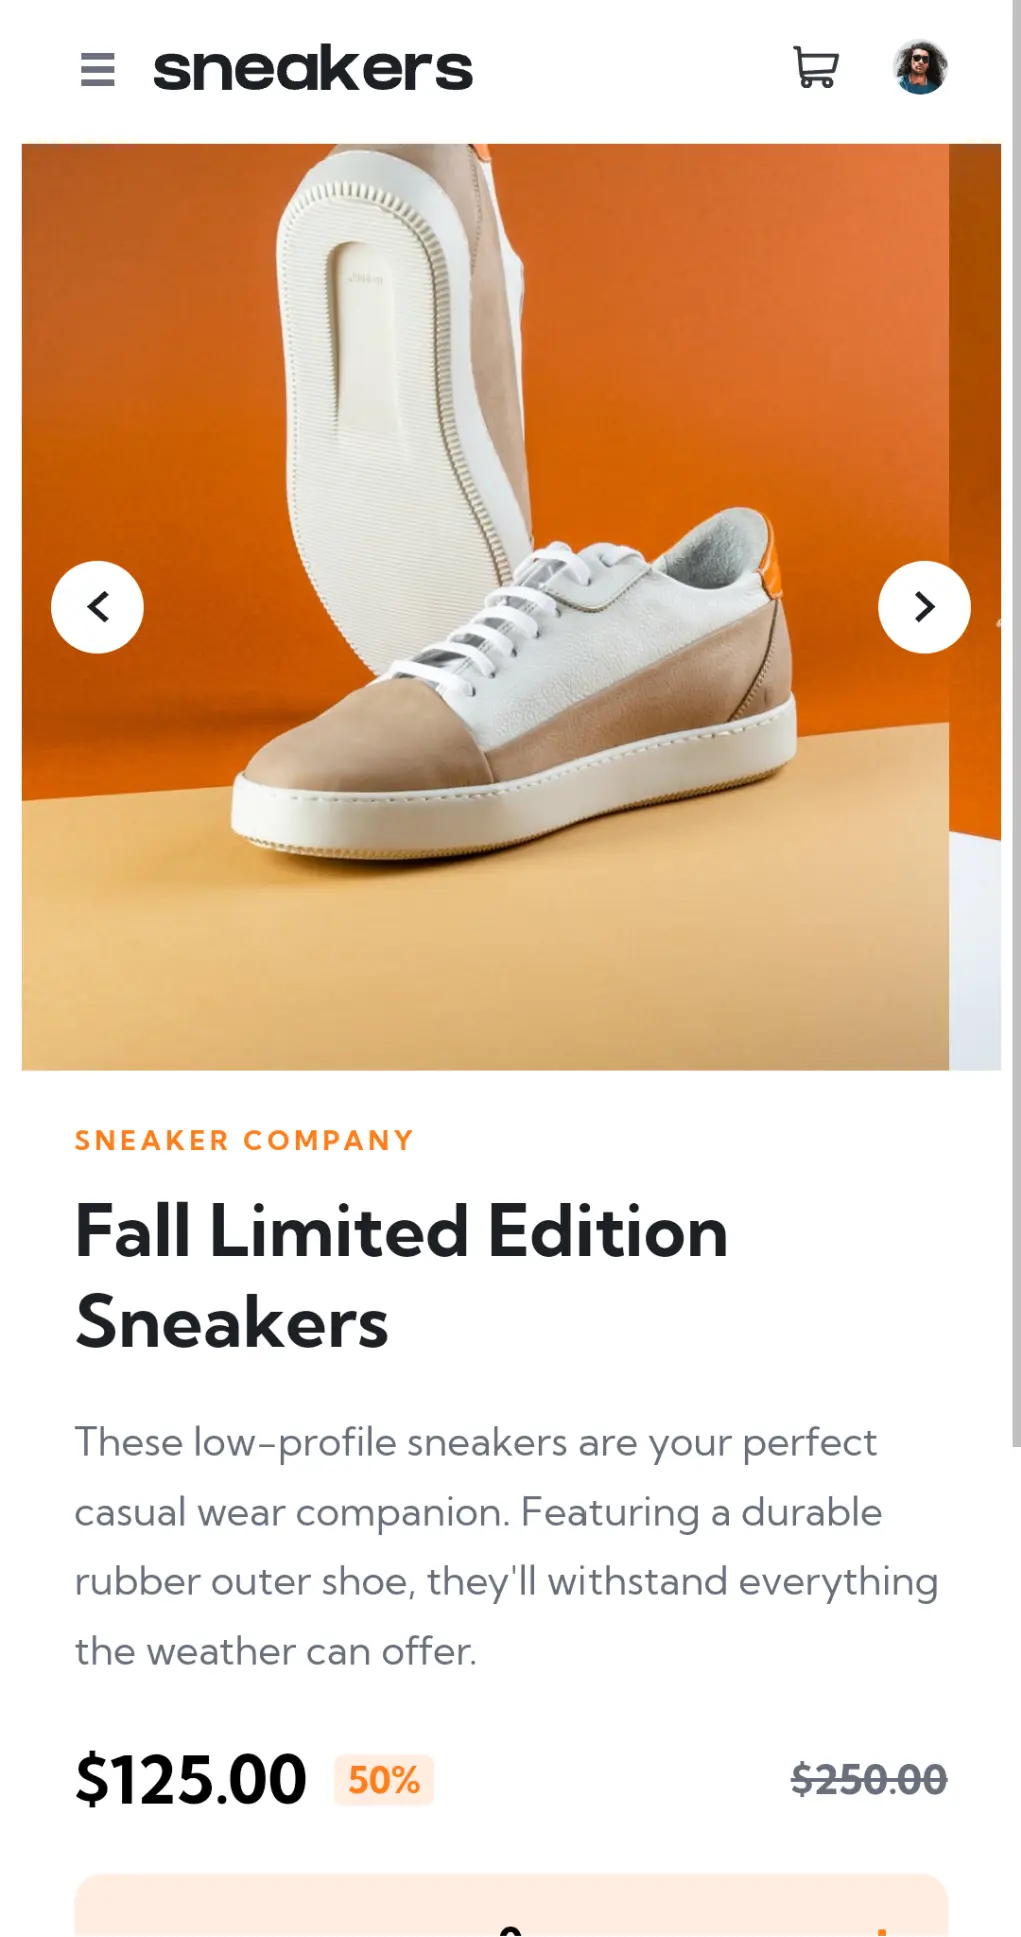 sneakers
SNEAKER COMPANY
Fall Limited Edition
Sneakers
These low-profile sneakers are your perfect
casual wear companion. Featuring a durable
rubber outer shoe, they'll withstand everything
the weather can offer.
$125.00 50% $250.00